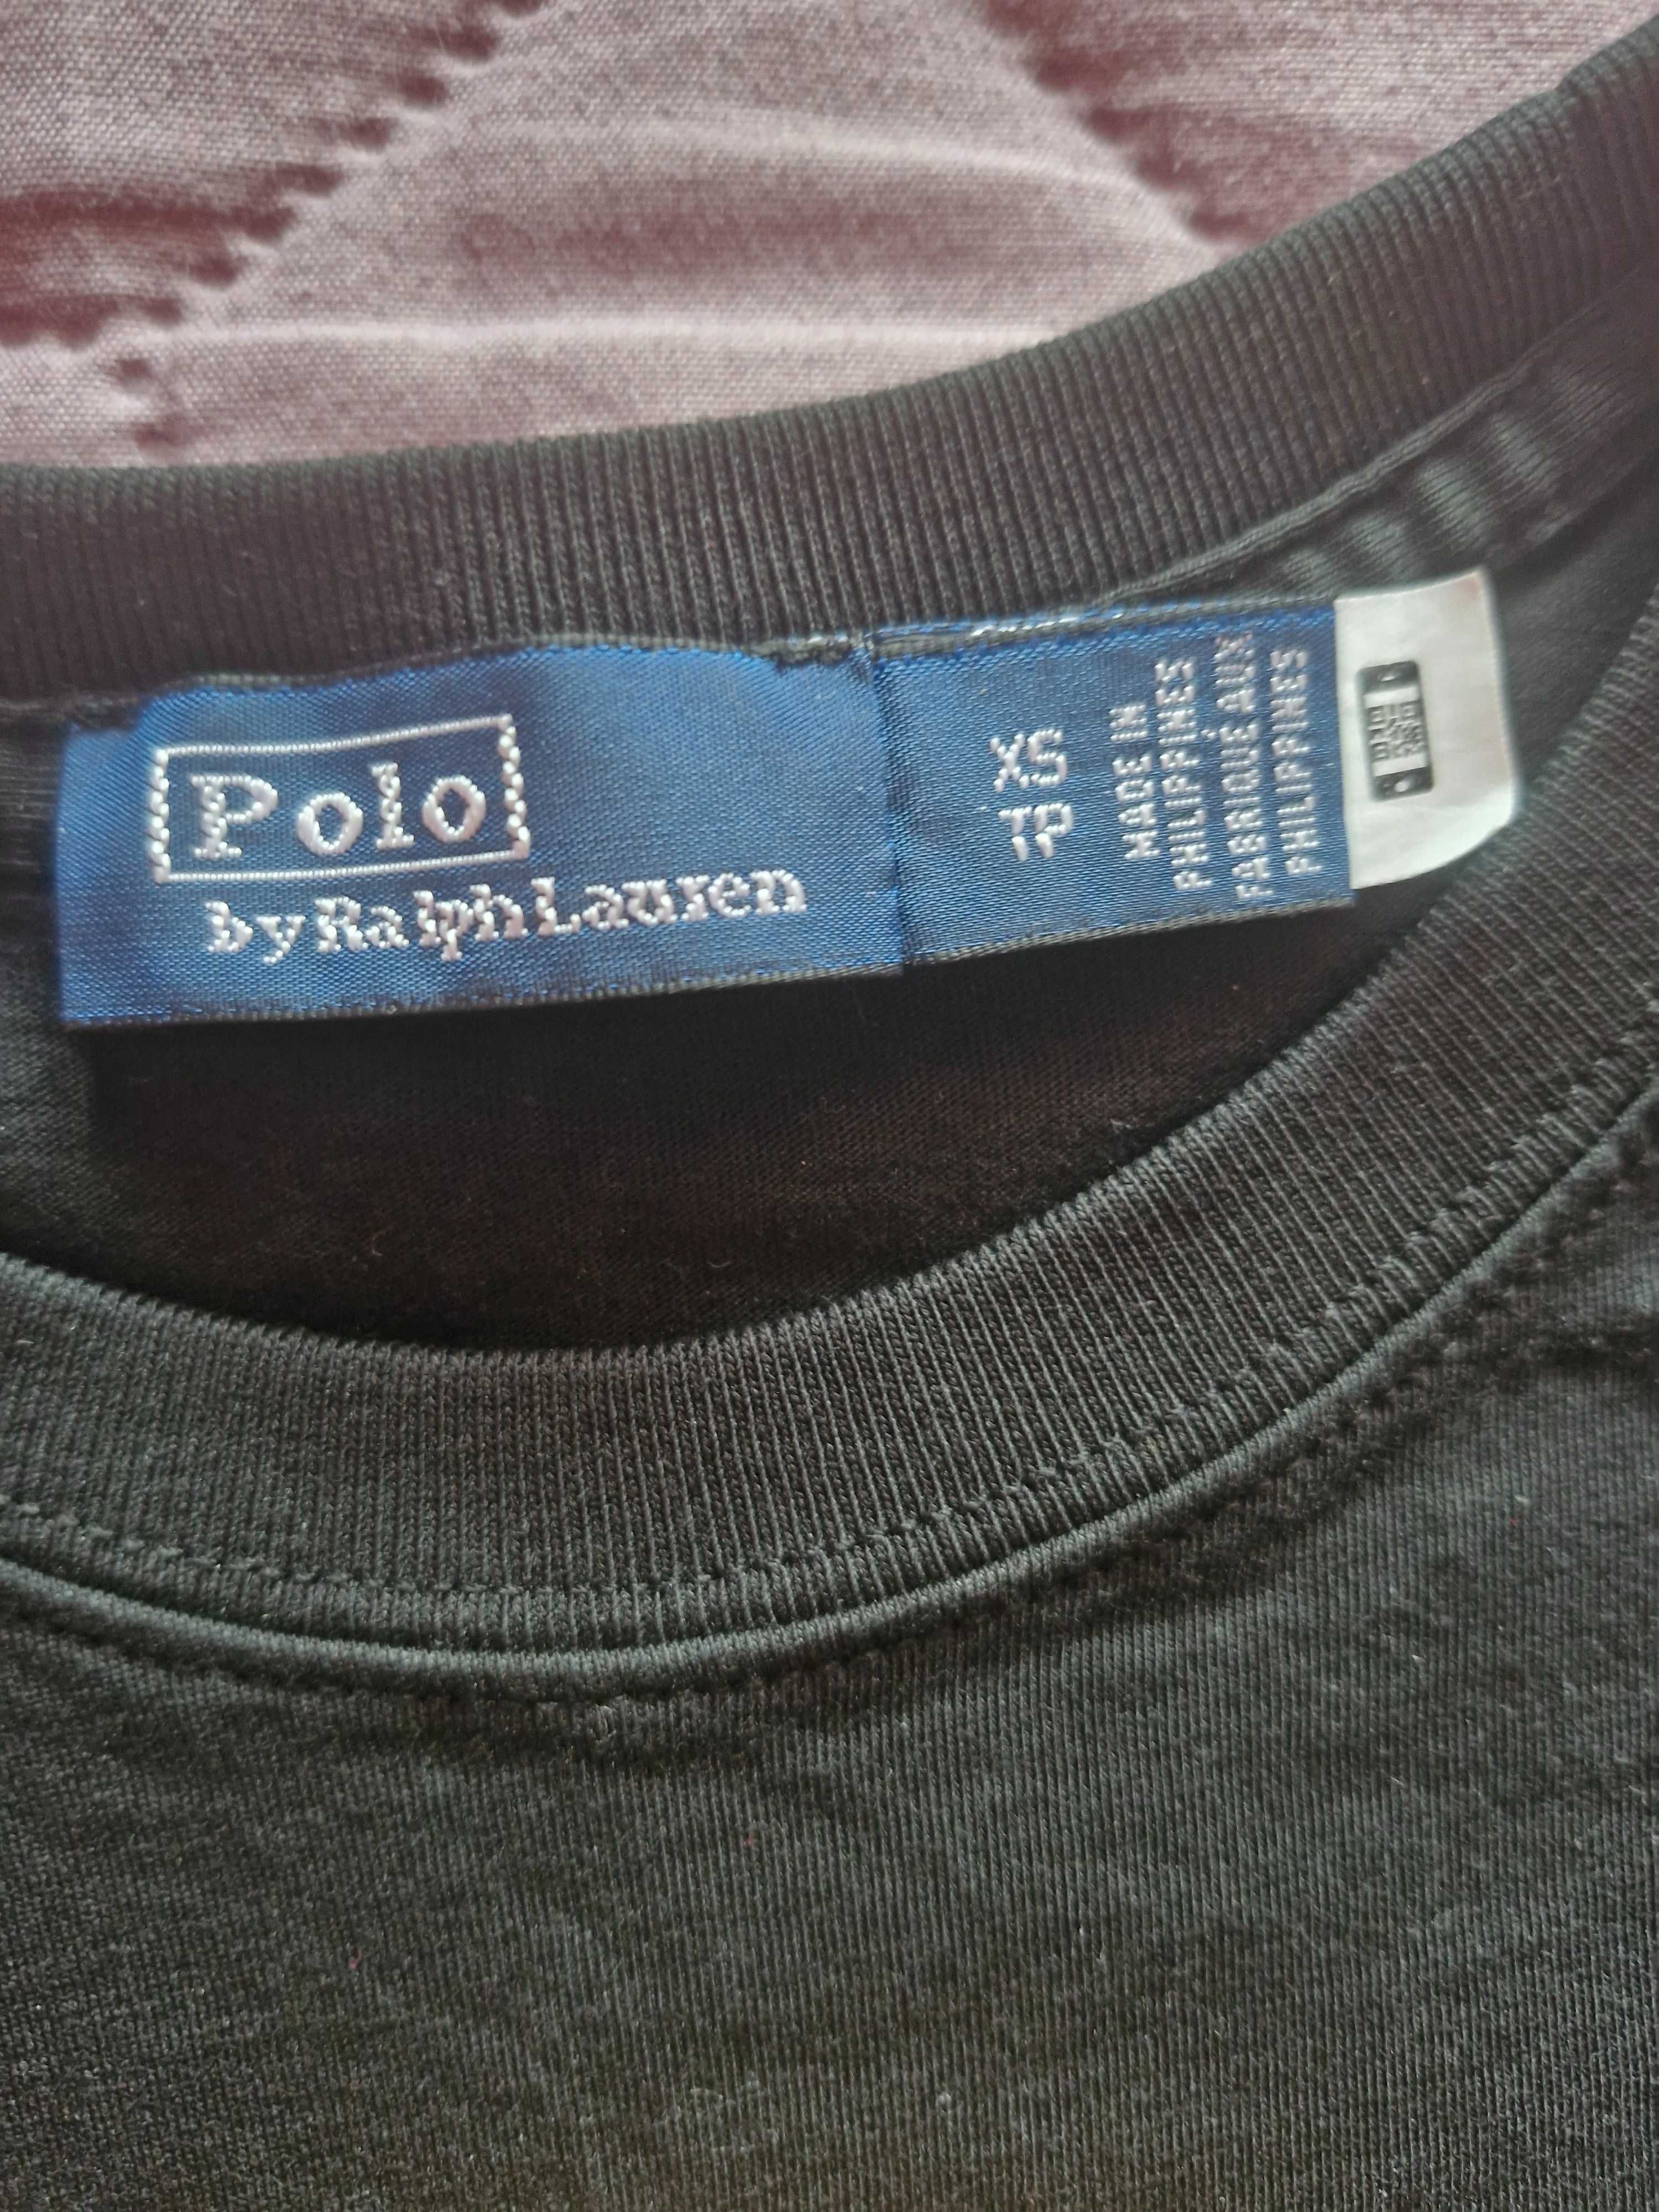 Polo
by Ralph Lauren
XS
TP
MADE IN
PHILIPPINES
FABRIQUÉ AUX
PHILIPPINES